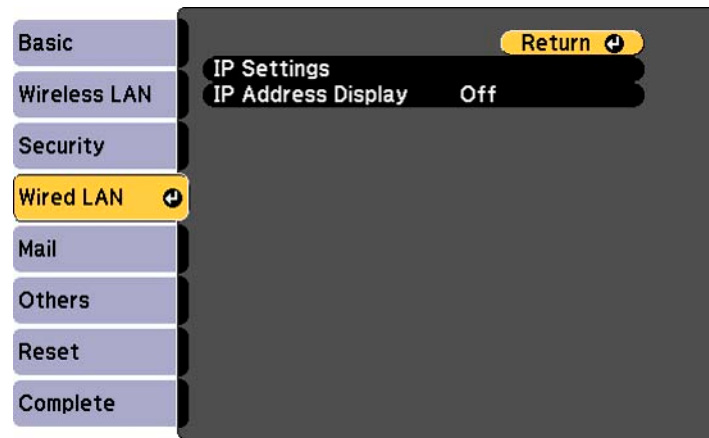 Basic
Wireless LAN
Security
Wired LAN
Mail
Others
Reset
Complete
Return
IP Settings
IP Address Display Off